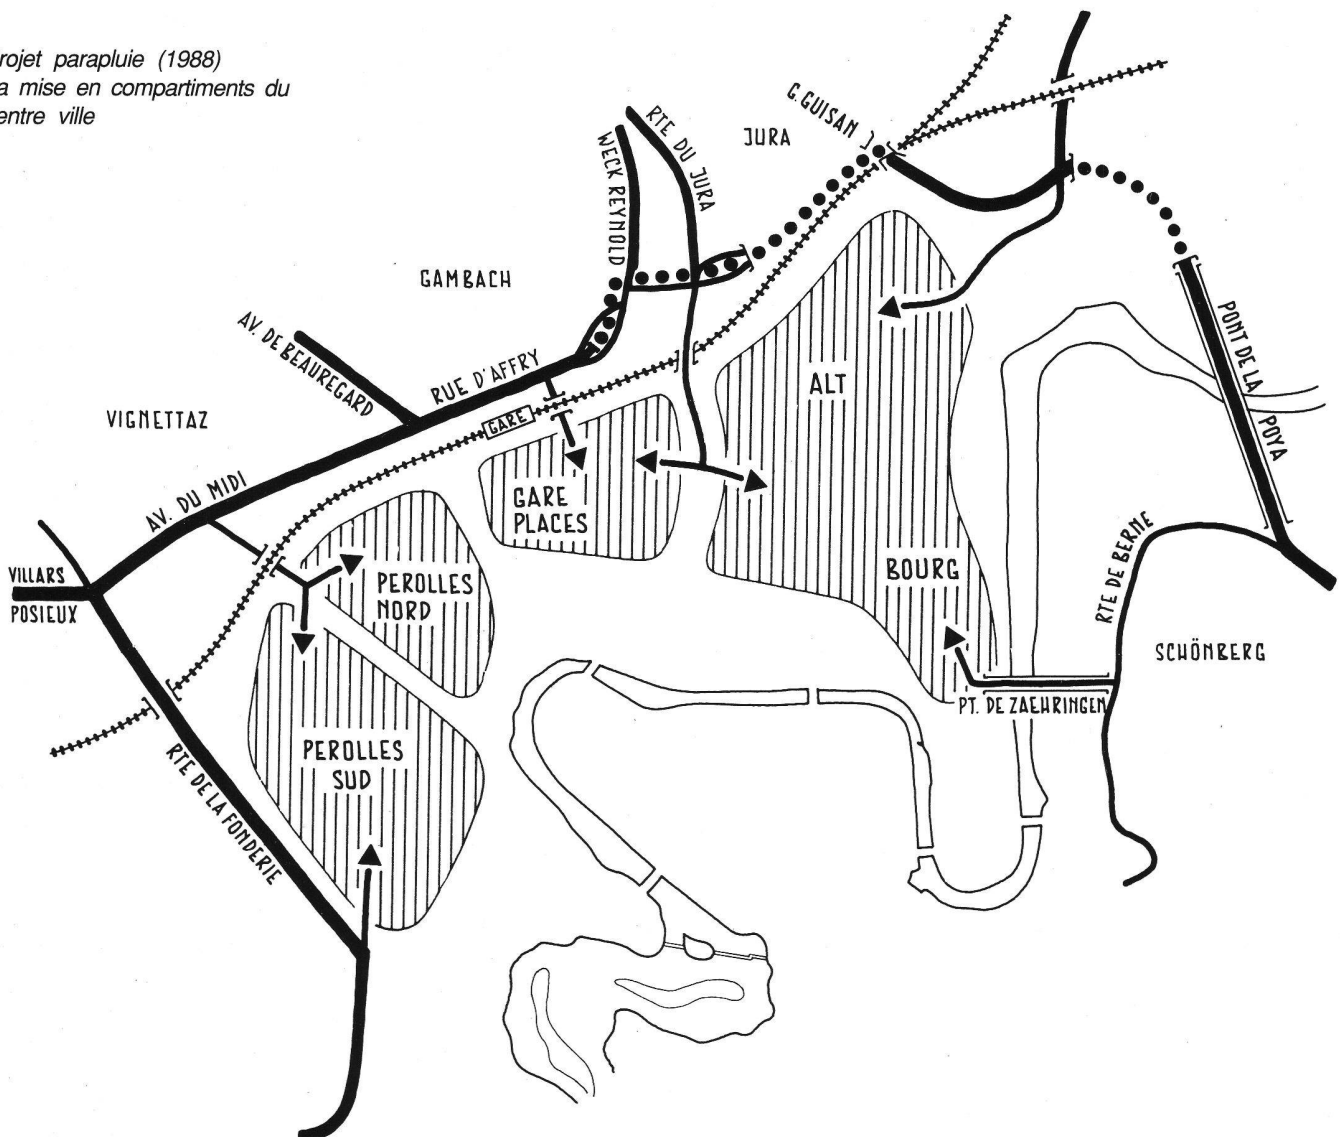 rojet parapluie (1988)
a mise en compartiments du
entre ville
G. GUISAN
JURA
RTE DU JURA
WECK REYNOLD
GAMBACH
AV. DE BEAUREGARD
RUE D'AFFRY
GARE
VIGNETTAZ
AV. DU MIDI
ALT
PONT DE LA POYA
GARE
PLACES
BOURG
RTE DE BERNE
VILLARS
POSIEUX
PEROLLES
NORD
SCHÖNBERG
PT. DE ZAEHRINGEN
PEROLLES
SUD
RTE DE LA FONDERIE